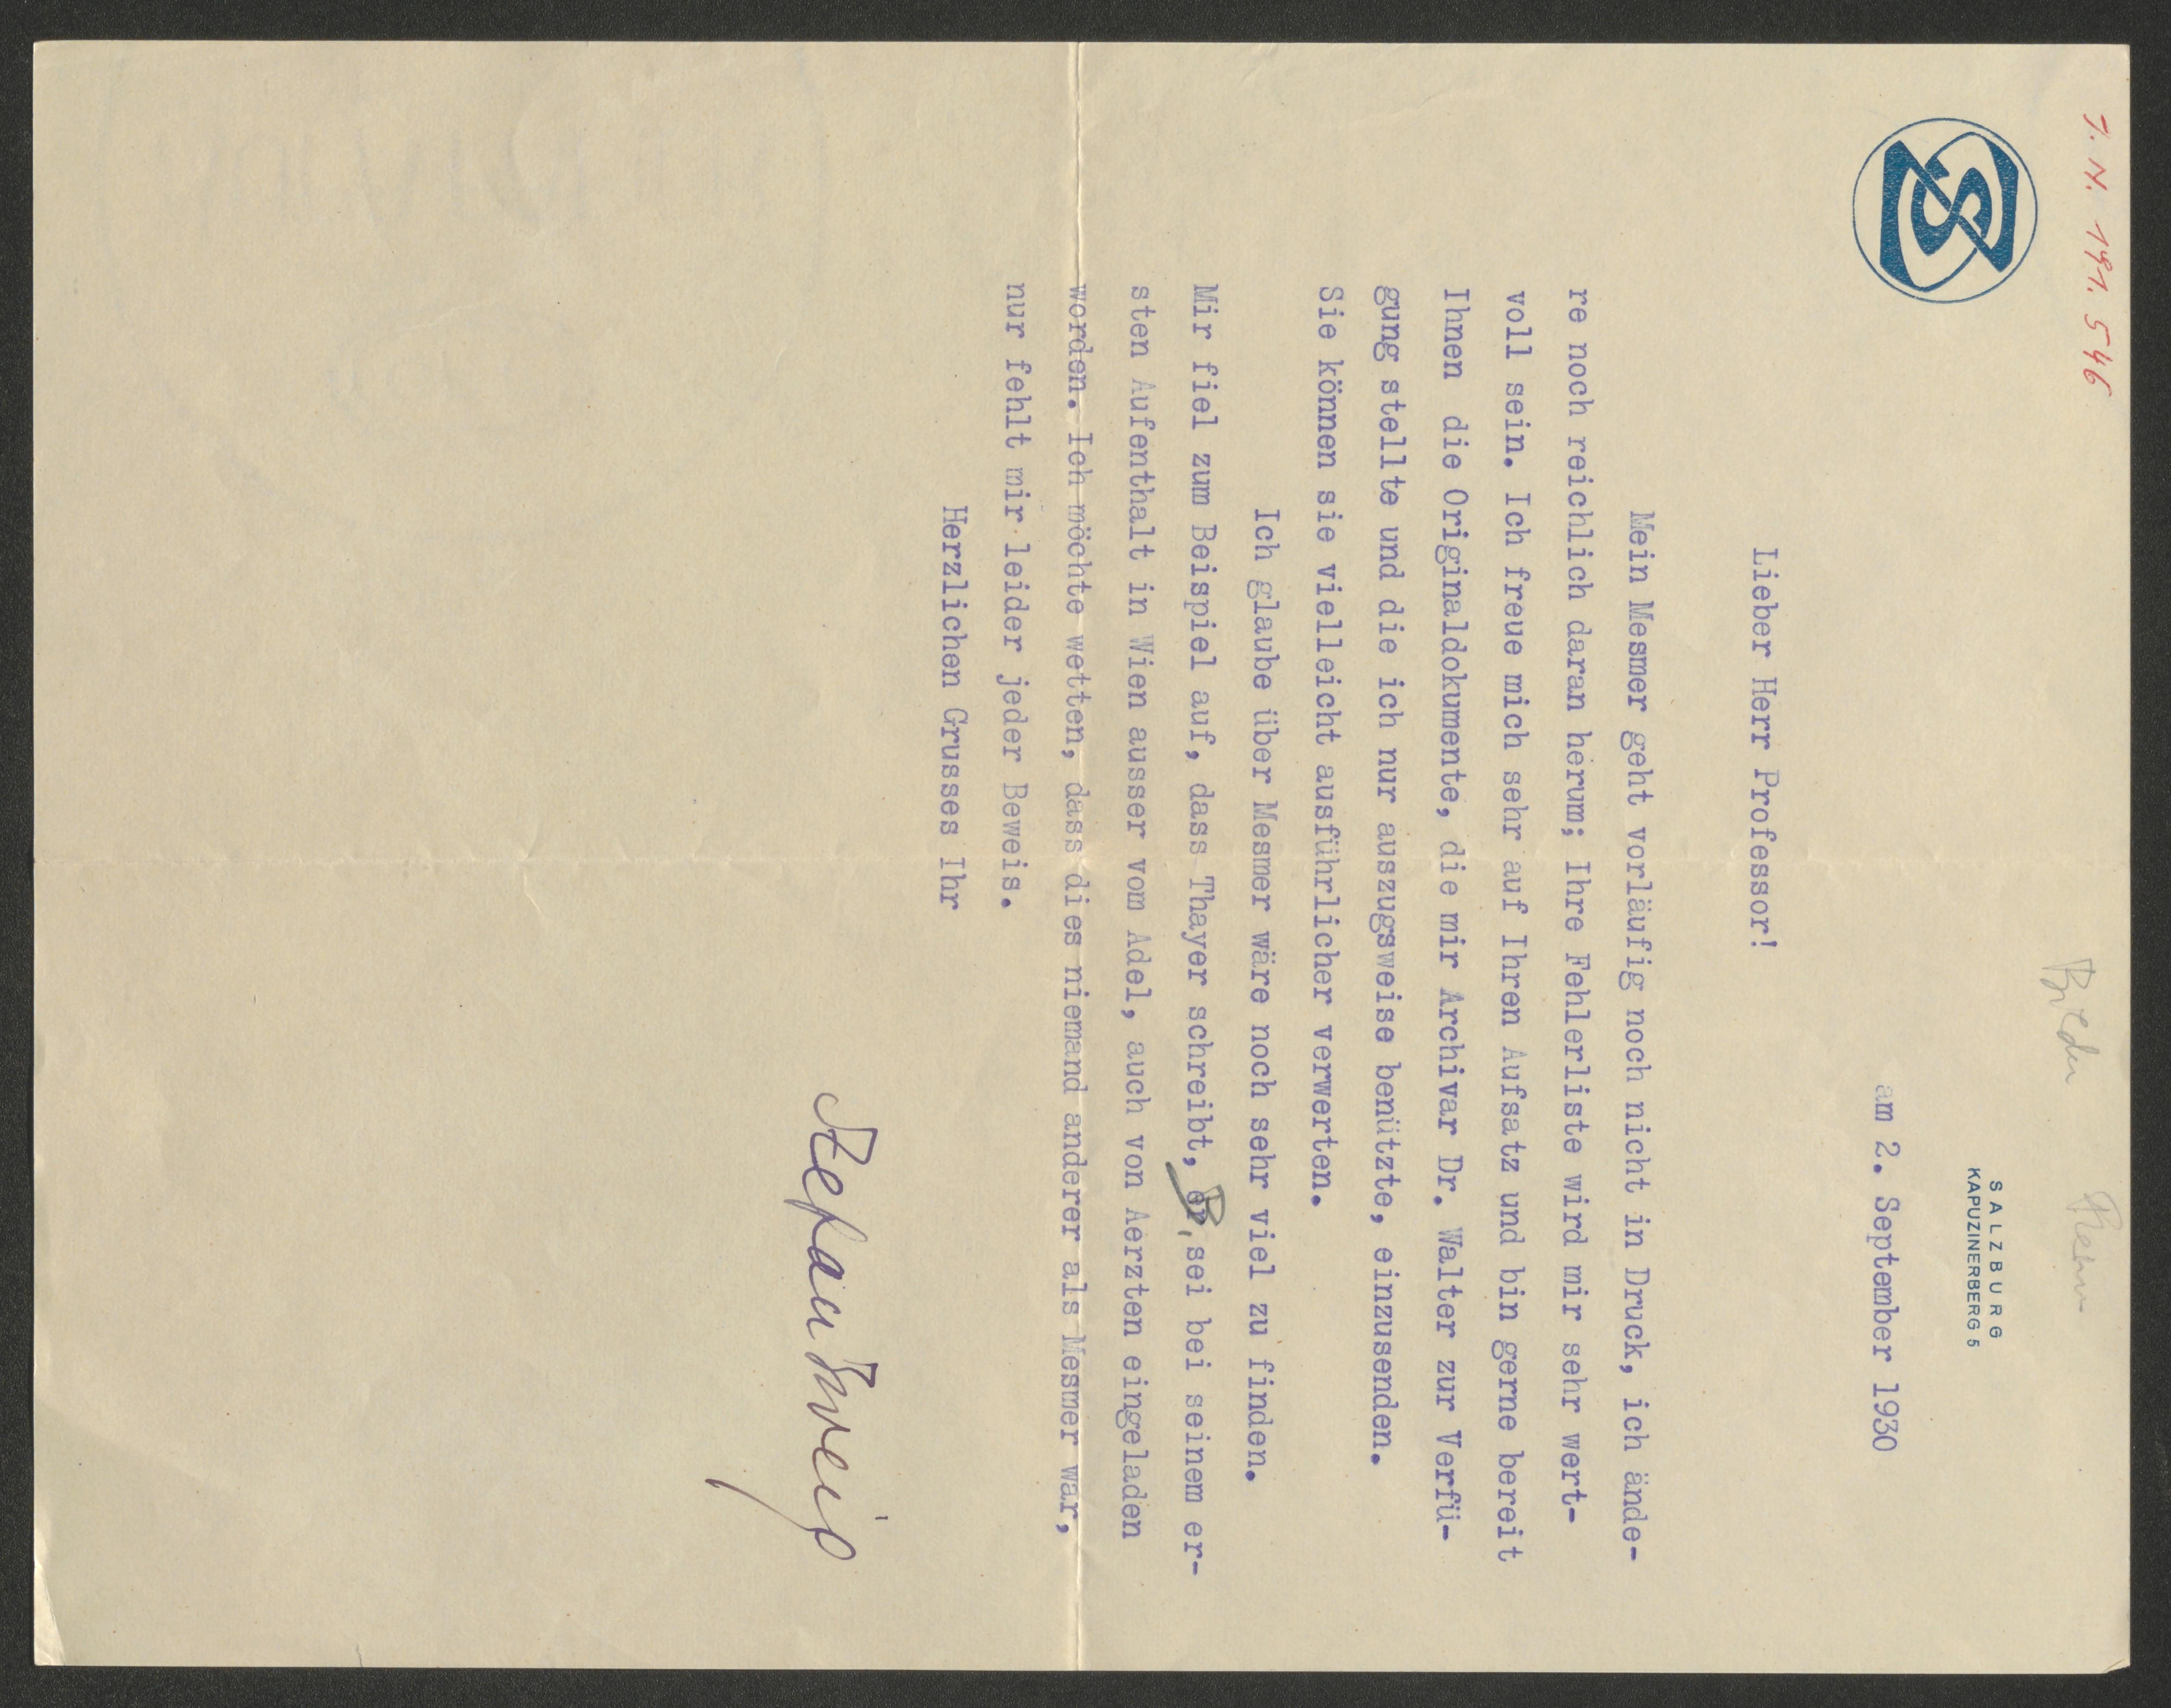 J. N. 191.546
SZ
SALZBURG
KAPUZINERBERG 5
am 2. September 1930
Lieber Herr Professor!
Mein Mesmer geht vorläufig noch nicht in Druck, ich ände-
re noch reichlich daran herum; Ihre Fehlerliste wird mir sehr wert-
voll sein. Ich freue mich sehr auf Ihren Aufsatz und bin gerne bereit
Ihnen die Originaldokumente, die mir Archivar Dr. Walter zur Verfü-
gung stellte und die ich nur auszugsweise benützte, einzusenden.
Sie können sie vielleicht ausführlicher verwerten.
Ich glaube über Mesmer wäre noch sehr viel zu finden.
Mir fiel zum Beispiel auf, dass Thayer schreibt, er, B, sei bei seinem er-
sten Aufenthalt in Wien ausser vom Adel, auch von Aerzten eingeladen
worden. Ich möchte wetten, dass dies niemand anderer als Mesmer war,
nur fehlt mir leider jeder Beweis.
Herzlichen Grusses Ihr
Stefan Zweig